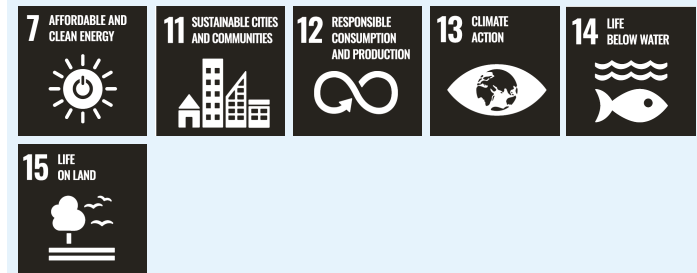 7 AFFORDABLE AND
CLEAN ENERGY
11 SUSTAINABLE CITIES
AND COMMUNITIES
12 RESPONSIBLE
CONSUMPTION
AND PRODUCTION
13 CLIMATE
ACTION
14 LIFE
BELOW WATER
15 LIFE
ON LAND